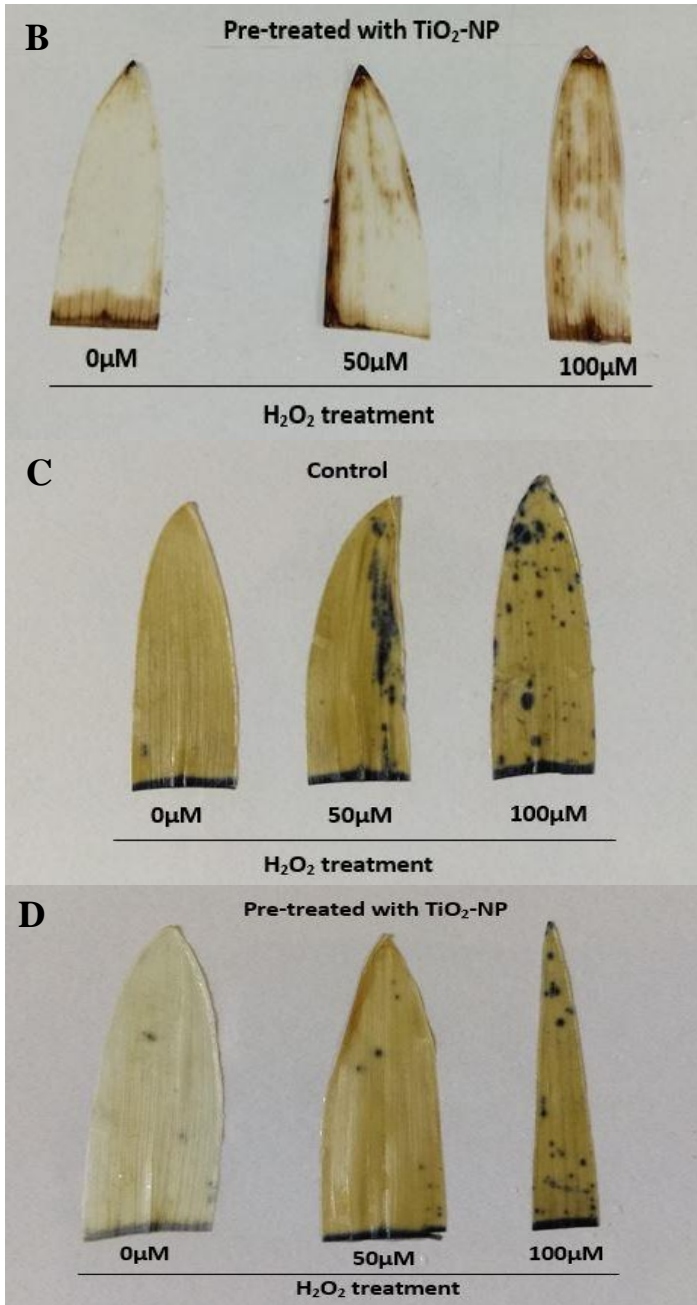 B
Pre-treated with TiO₂-NP
0µM 50µM 100µM
H₂O₂ treatment
C
Control
0µM 50µM 100µM
H₂O₂ treatment
D
Pre-treated with TiO₂-NP
0µM 50µM 100µM
H₂O₂ treatment